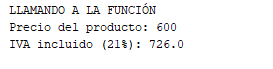 LLAMANDO A LA FUNCIÓN
Precio del producto: 600
IVA incluido (21%): 726.0